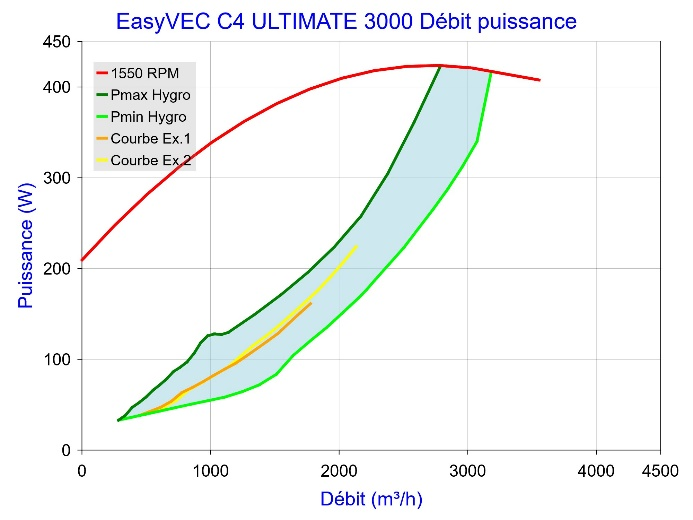 EasyVEC C4 ULTIMATE 3000 Débit puissance
450
400
300
200
100
0
Puissance (W)
1550 RPM
Pmax Hygro
Pmin Hygro
Courbe Ex.1
Courbe Ex.2
0 1000 2000 3000 4000 4500
Débit (m³/h)